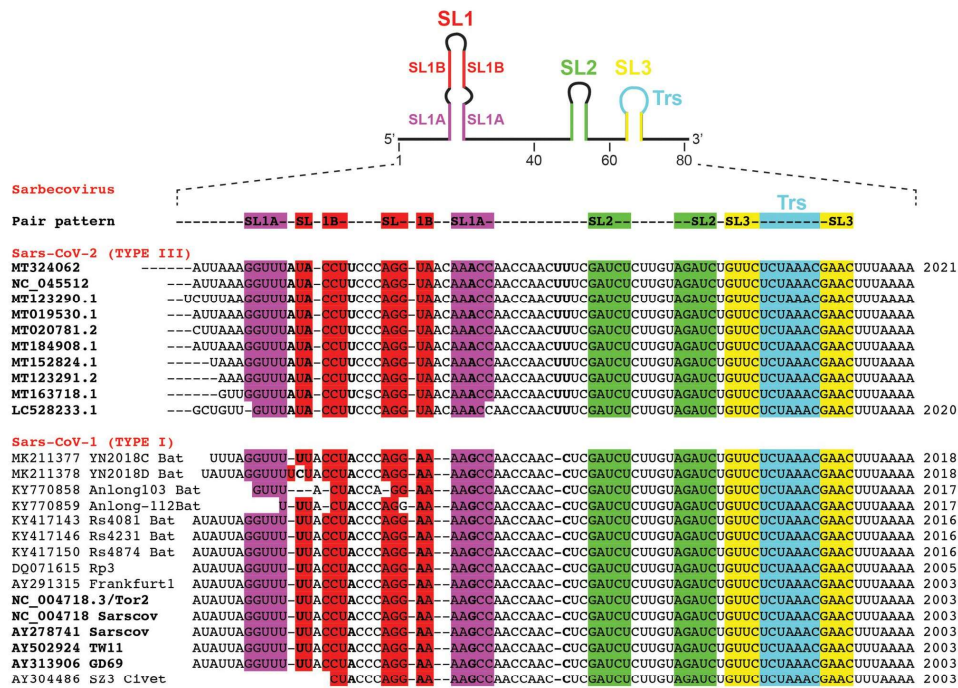 SL1
SL1B SL1B
SL2 SL3
SL1A SL1A Trs
5' 3'
1 40 60 80
Sarbecovirus
Trs
Pair pattern --------SL1A--SL-1B----SL--1B--SL1A-----------SL2-----------SL2-SL3----------SL3
Sars-CoV-2 (TYPE III)
MT324062 ------AUUAAAGGUUUAUA-CCUUCCCAGG-UAACAAACCAACCAACUUUCGAUCUCUUGUAGAUCUGUUCUCUAAACGAACUUUAAAA 2021
NC_045512 ---AUUAAAGGUUUAUA-CCUUCCCAGG-UAACAAACCAACCAACUUUCGAUCUCUUGUAGAUCUGUUCUCUAAACGAACUUUAAAA
MT123290.1 --UCUUUAAGGUUUAUA-CCUUCCCAGG-UAACAAACCAACCAACUUUCGAUCUCUUGUAGAUCUGUUCUCUAAACGAACUUUAAAA
MT019530.1 ---AUUAAAGGUUUAUA-CCUUCCCAGG-UAACAAACCAACCAACUUUCGAUCUCUUGUAGAUCUGUUCUCUAAACGAACUUUAAAA
MT020781.2 ---CUUAAAGGUUUAUA-CCUUCCCAGG-UAACAAACCAACCAACUUUCGAUCUCUUGUAGAUCUGUUCUCUAAACGAACUUUAAAA
MT184908.1 ---AUUAAAGGUUUAUA-CCUUCCCAGG-UAACAAACCAACCAACUUUCGAUCUCUUGUAGAUCUGUUCUCUAAACGAACUUUAAAA
MT152824.1 -----UAAAGGUUUAUA-CCUUCCCAGG-UAACAAACCAACCAACUUUCGAUCUCUUGUAGAUCUGUUCUCUAAACGAACUUUAAAA
MT123291.2 ------AAAGGUUUAUA-CCUUCCCAGG-UAACAAACCAACCAACUUUCGAUCUCUUGUAGAUCUGUUCUCUAAACGAACUUUAAAA
MT163718.1 ------GUUGGUUUAUA-CCUUCSCAGG-UAACAAACCAACCAACUUUCGAUCUCUUGUAGAUCUGUUCUCUAAACGAACUUUAAAA
LC528233.1 ---GCUGUU-GUUUAUA-CCUUCCCAGG-UAACAAACCAACCAACUUUCGAUCUCUUGUAGAUCUGUUCUCUAAACGAACUUUAAAA 2020
Sars-CoV-1 (TYPE I)
MK211377 YN2018C Bat UUUAGGUUU-UUACCUACCCAGG-AA--AAGCCAACCAAC-CUCGAUCUCUUGUAGAUCUGUUCUCUAAACGAACUUUAAAA 2018
MK211378 YN2018D Bat UAUUAGGUUUUCUACCUACCCAGG-AA--AAGCCAACCAAC-CUCGAUCUCUUGUAGAUCUGUUCUCUAAACGAACUUUAAAA 2018
KY770858 Anlong103 Bat GUUU---A-CUACCA-GG-AA--AAGCCAACCAAC-CUCGAUCUCUUGUAGAUCUGUUCUCUAAACGAACUUUAAAA 2017
KY770859 Anlong-112Bat U-UUA-CUACCCAGG-AA--AAGCCAACCAAC-CUCGAUCUCUUGUAGAUCUGUUCUCUAAACGAACUUUAAAA 2017
KY417143 Rs4081 Bat AUAUUAGGUUU-UUACCUACCCAGG-AA--AAGCCAACCAAC-CUCGAUCUCUUGUAGAUCUGUUCUCUAAACGAACUUUAAAA 2016
KY417146 Rs4231 Bat AUAUUAGGUUU-UUACCUACCCAGG-AA--AAGCCAACCAAC-CUCGAUCUCUUGUAGAUCUGUUCUCUAAACGAACUUUAAAA 2016
KY417150 Rs4874 Bat AUAUUAGGUUU-UUACCUACCCAGG-AA--AAGCCAACCAAC-CUCGAUCUCUUGUAGAUCUGUUCUCUAAACGAACUUUAAAA 2016
DQ071615 Rp3 AUAUUAGGUUU-UUACCUACCCAGG-AA--AAGCCAACCAAC-CUCGAUCUCUUGUAGAUCUGUUCUCUAAACGAACUUUAAAA 2005
AY291315 Frankfurt1 AUAUUAGGUUU-UUACCUACCCAGG-AA--AAGCCAACCAAC-CUCGAUCUCUUGUAGAUCUGUUCUCUAAACGAACUUUAAAA 2003
NC_004718.3/Tor2 AUAUUAGGUUU-UUACCUACCCAGG-AA--AAGCCAACCAAC-CUCGAUCUCUUGUAGAUCUGUUCUCUAAACGAACUUUAAAA 2003
NC_004718 Sarscov AUAUUAGGUUU-UUACCUACCCAGG-AA--AAGCCAACCAAC-CUCGAUCUCUUGUAGAUCUGUUCUCUAAACGAACUUUAAAA 2003
AY278741 Sarscov AUAUUAGGUUU-UUACCUACCCAGG-AA--AAGCCAACCAAC-CUCGAUCUCUUGUAGAUCUGUUCUCUAAACGAACUUUAAAA 2003
AY502924 TW11 AUAUUAGGUUU-UUACCUACCCAGG-AA--AAGCCAACCAAC-CUCGAUCUCUUGUAGAUCUGUUCUCUAAACGAACUUUAAAA 2003
AY313906 GD69 AUAUUAGGUUU-UUACCUACCCAGG-AA--AAGCCAACCAAC-CUCGAUCUCUUGUAGAUCUGUUCUCUAAACGAACUUUAAAA 2003
AY304486 SZ3 Civet CUACCCAGG-AA--AAGCCAACCAAC-CUCGAUCUCUUGUAGAUCUGUUCUCUAAACGAACUUUAAAA 2003